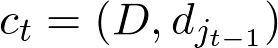 $c_t = (D, d_{j_{t-1}})$